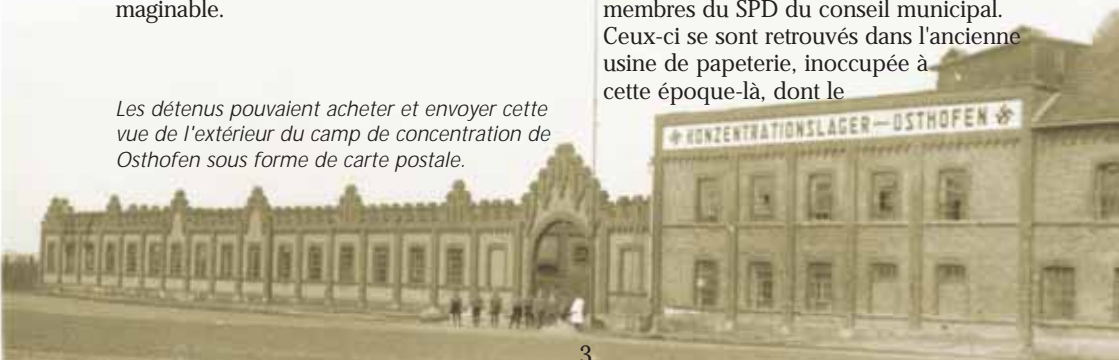 maginable.
Les détenus pouvaient acheter et envoyer cette
vue de l'extérieur du camp de concentration de
Osthofen sous forme de carte postale.
membres du SPD du conseil municipal.
Ceux-ci se sont retrouvés dans l'ancienne
usine de papeterie, inoccupée à
cette époque-là, dont le
KONZENTRATIONSLAGER—OSTHOFEN
3